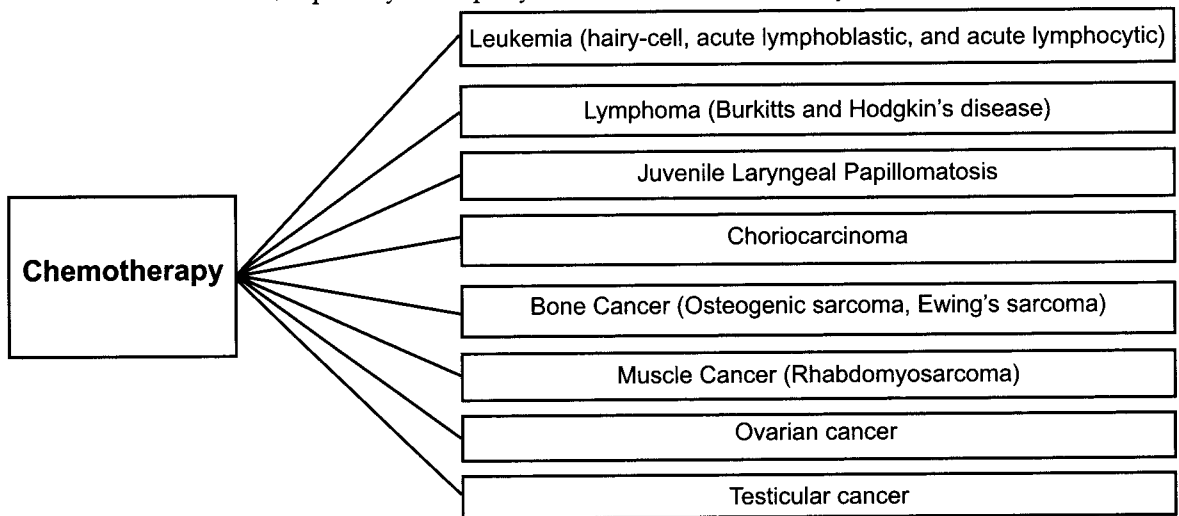 Leukemia (hairy-cell, acute lymphoblastic, and acute lymphocytic)
Lymphoma (Burkitts and Hodgkin's disease)
Juvenile Laryngeal Papillomatosis
Choriocarcinoma
Chemotherapy
Bone Cancer (Osteogenic sarcoma, Ewing's sarcoma)
Muscle Cancer (Rhabdomyosarcoma)
Ovarian cancer
Testicular cancer